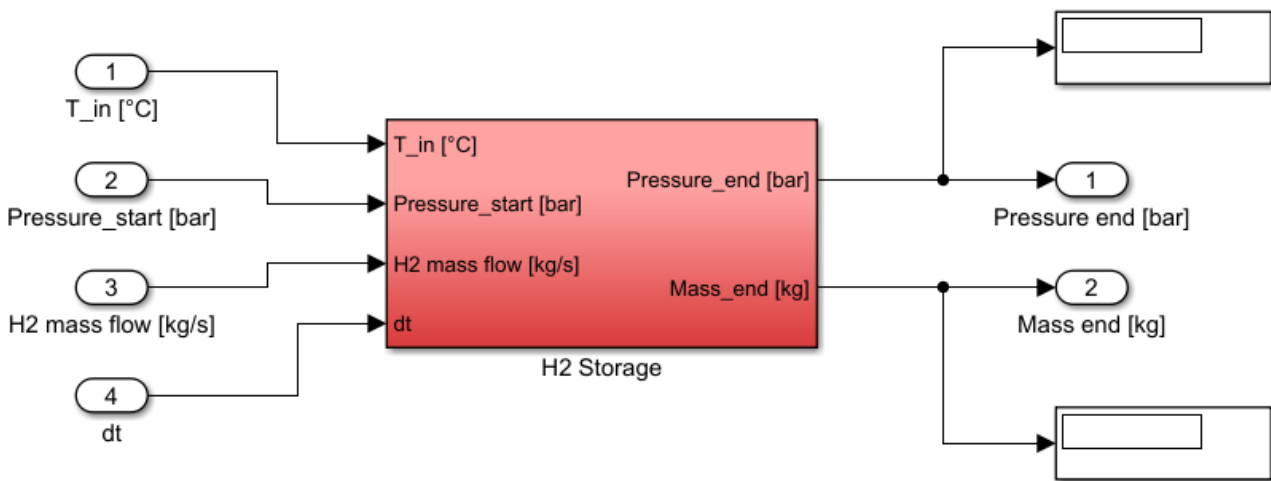 1
T_in [°C]
2
Pressure_start [bar]
3
H2 mass flow [kg/s]
4
dt
T_in [°C]
Pressure_start [bar]
H2 mass flow [kg/s]
dt
Pressure_end [bar]
Mass_end [kg]
H2 Storage
1
Pressure end [bar]
2
Mass end [kg]